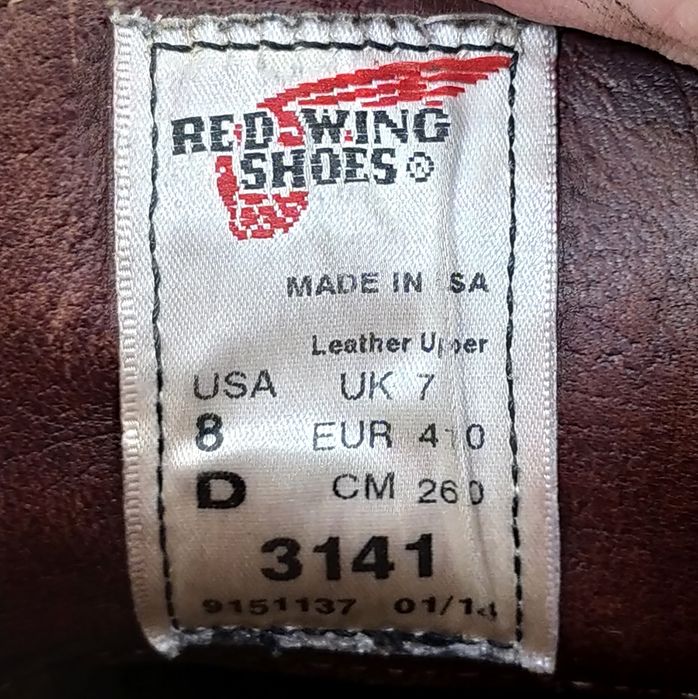 RED WING
SHOES®
MADE IN USA
Leather Upper
USA UK 7
8 EUR 410
D CM 260
3141
9151137 01/14